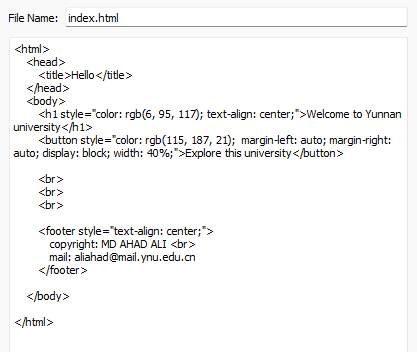 File Name: index.html
<html>
<head>
<title>Hello</title>
</head>
<body>
<h1 style="color: rgb(6, 95, 117); text-align: center;">Welcome to Yunnan
university</h1>
<button style="color: rgb(115, 187, 21);  margin-left: auto; margin-right:
auto; display: block; width: 40%;">Explore this university</button>
<br>
<br>
<br>
<footer style="text-align: center;">
copyright: MD AHAD ALI <br>
mail: aliahad@mail.ynu.edu.cn
</footer>
</body>
</html>